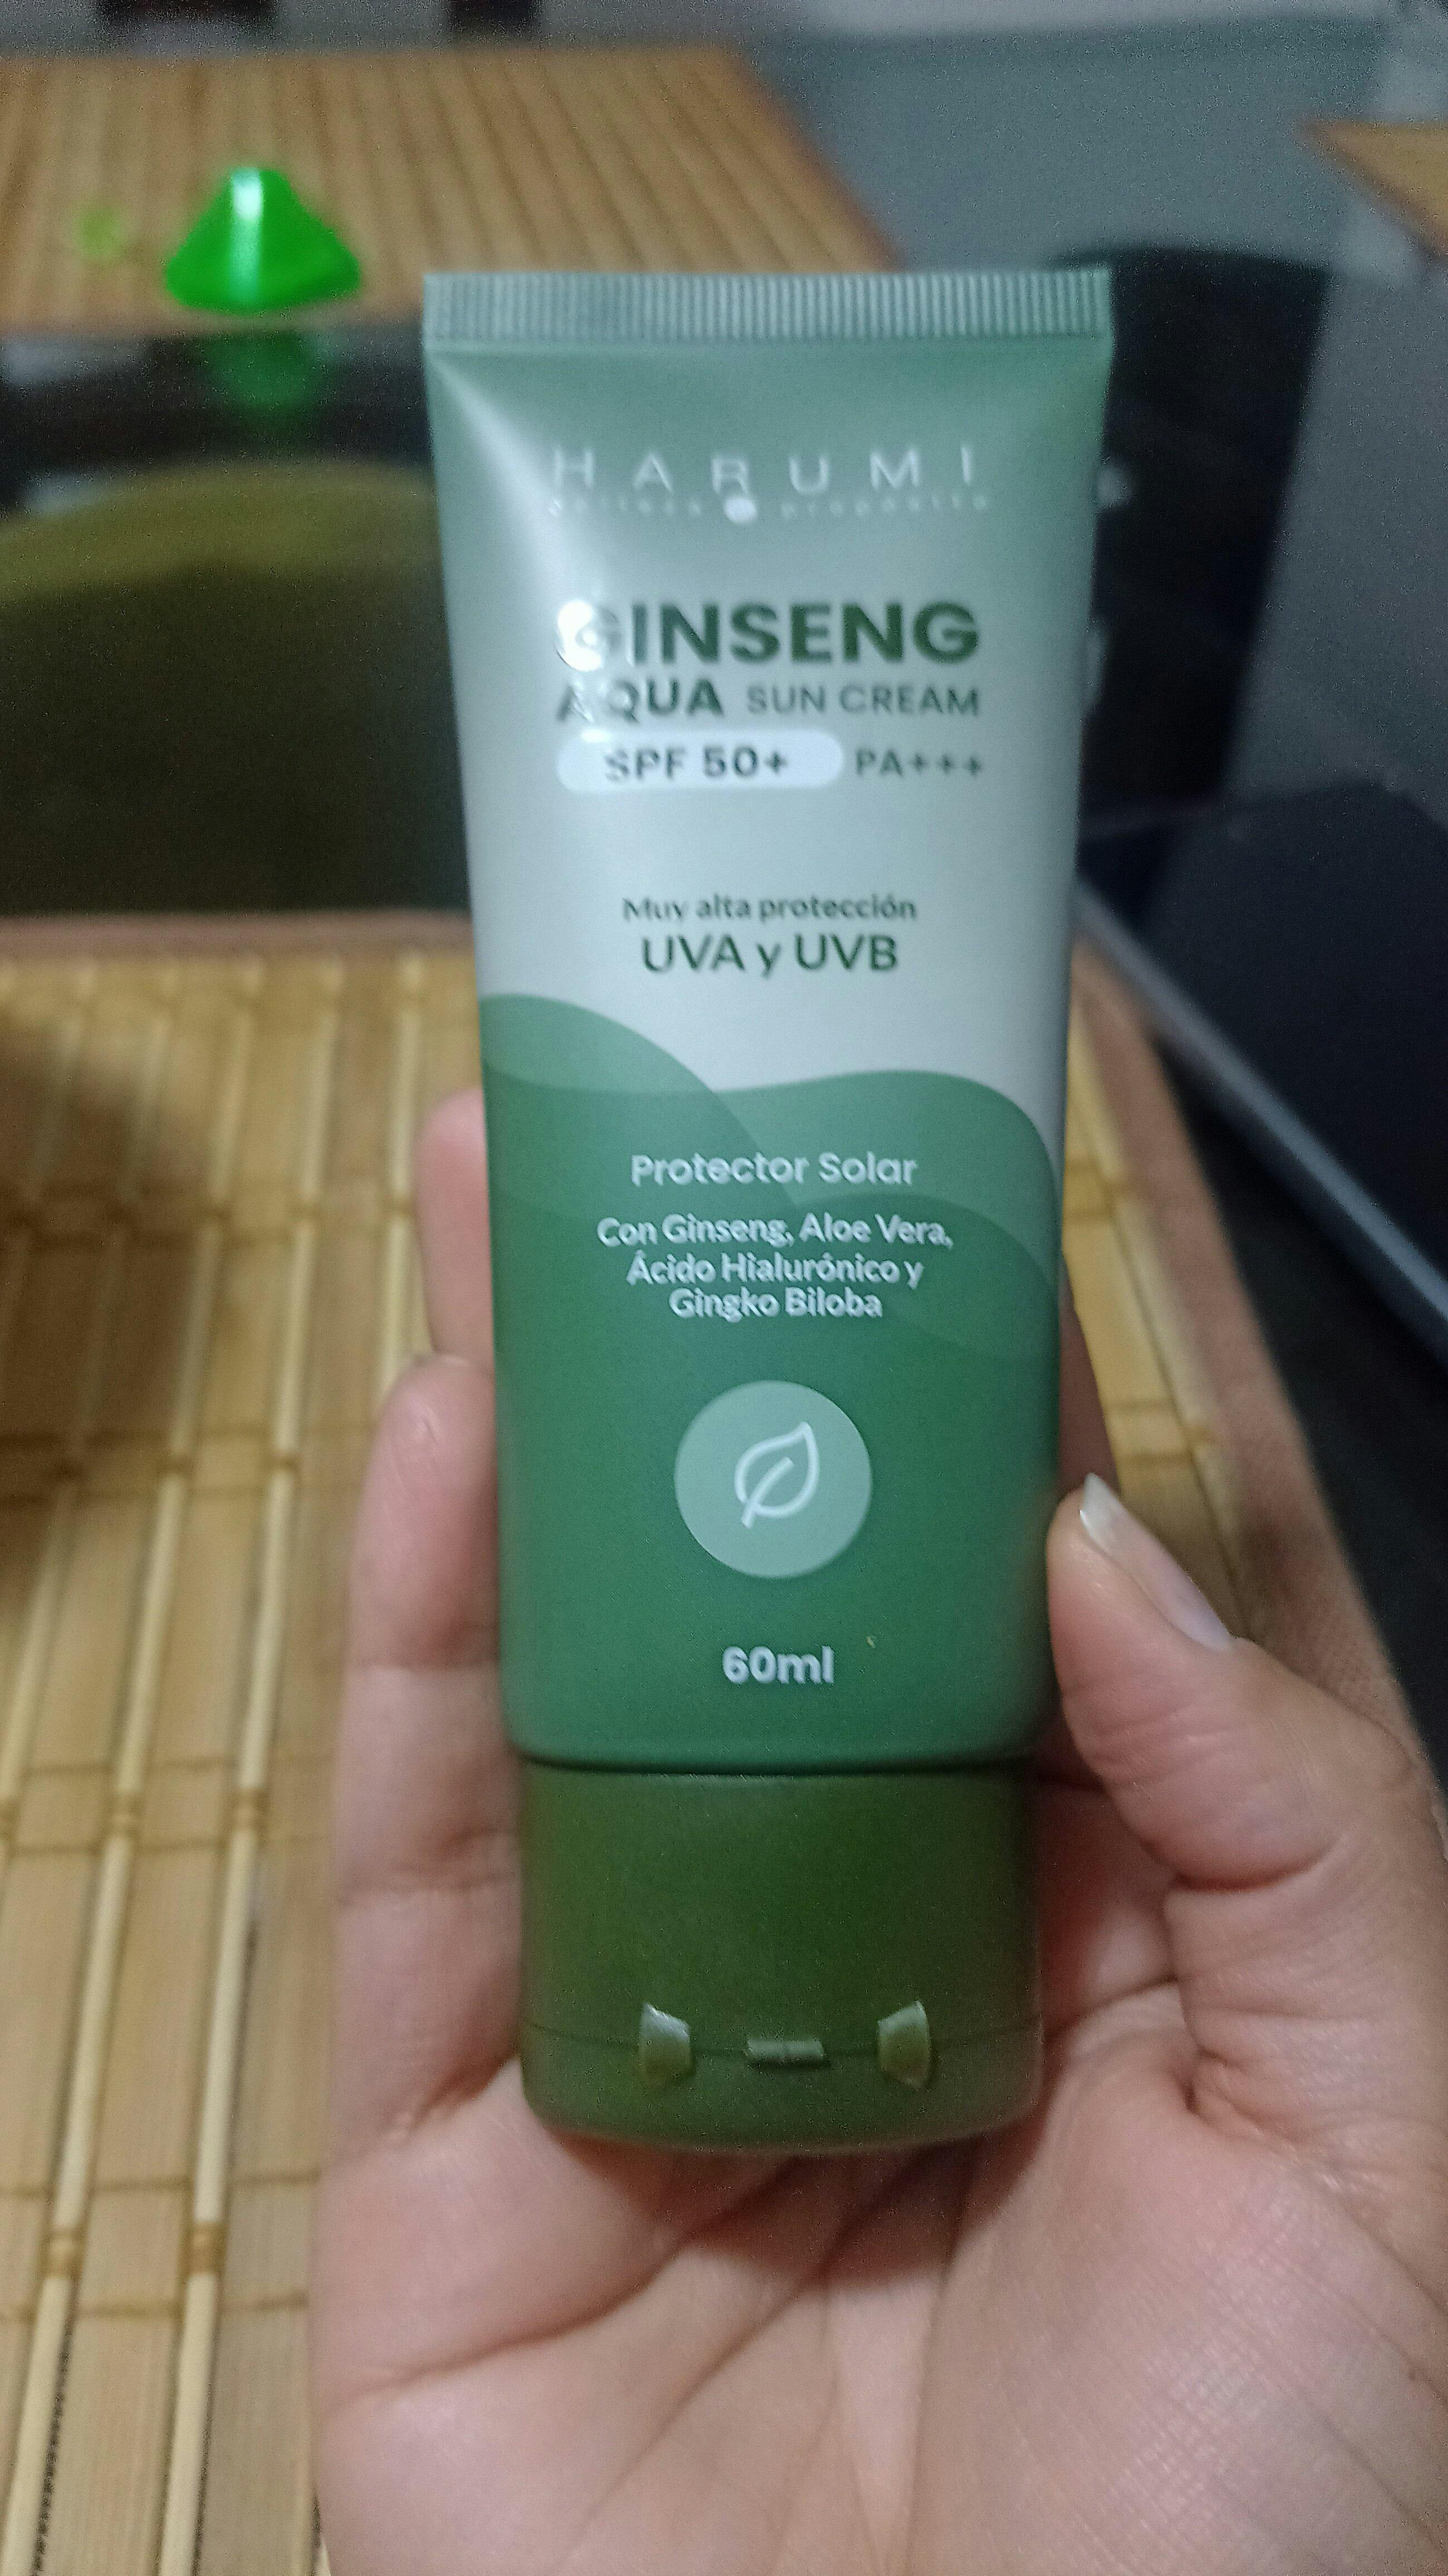 HARUMI
GINSENG
AQUA SUN CREAM
SPF 50+ PA+++
Muy alta protección
UVA y UVB
Protector Solar
Con Ginseng, Aloe Vera,
Ácido Hialurónico y
Gingko Biloba
60ml